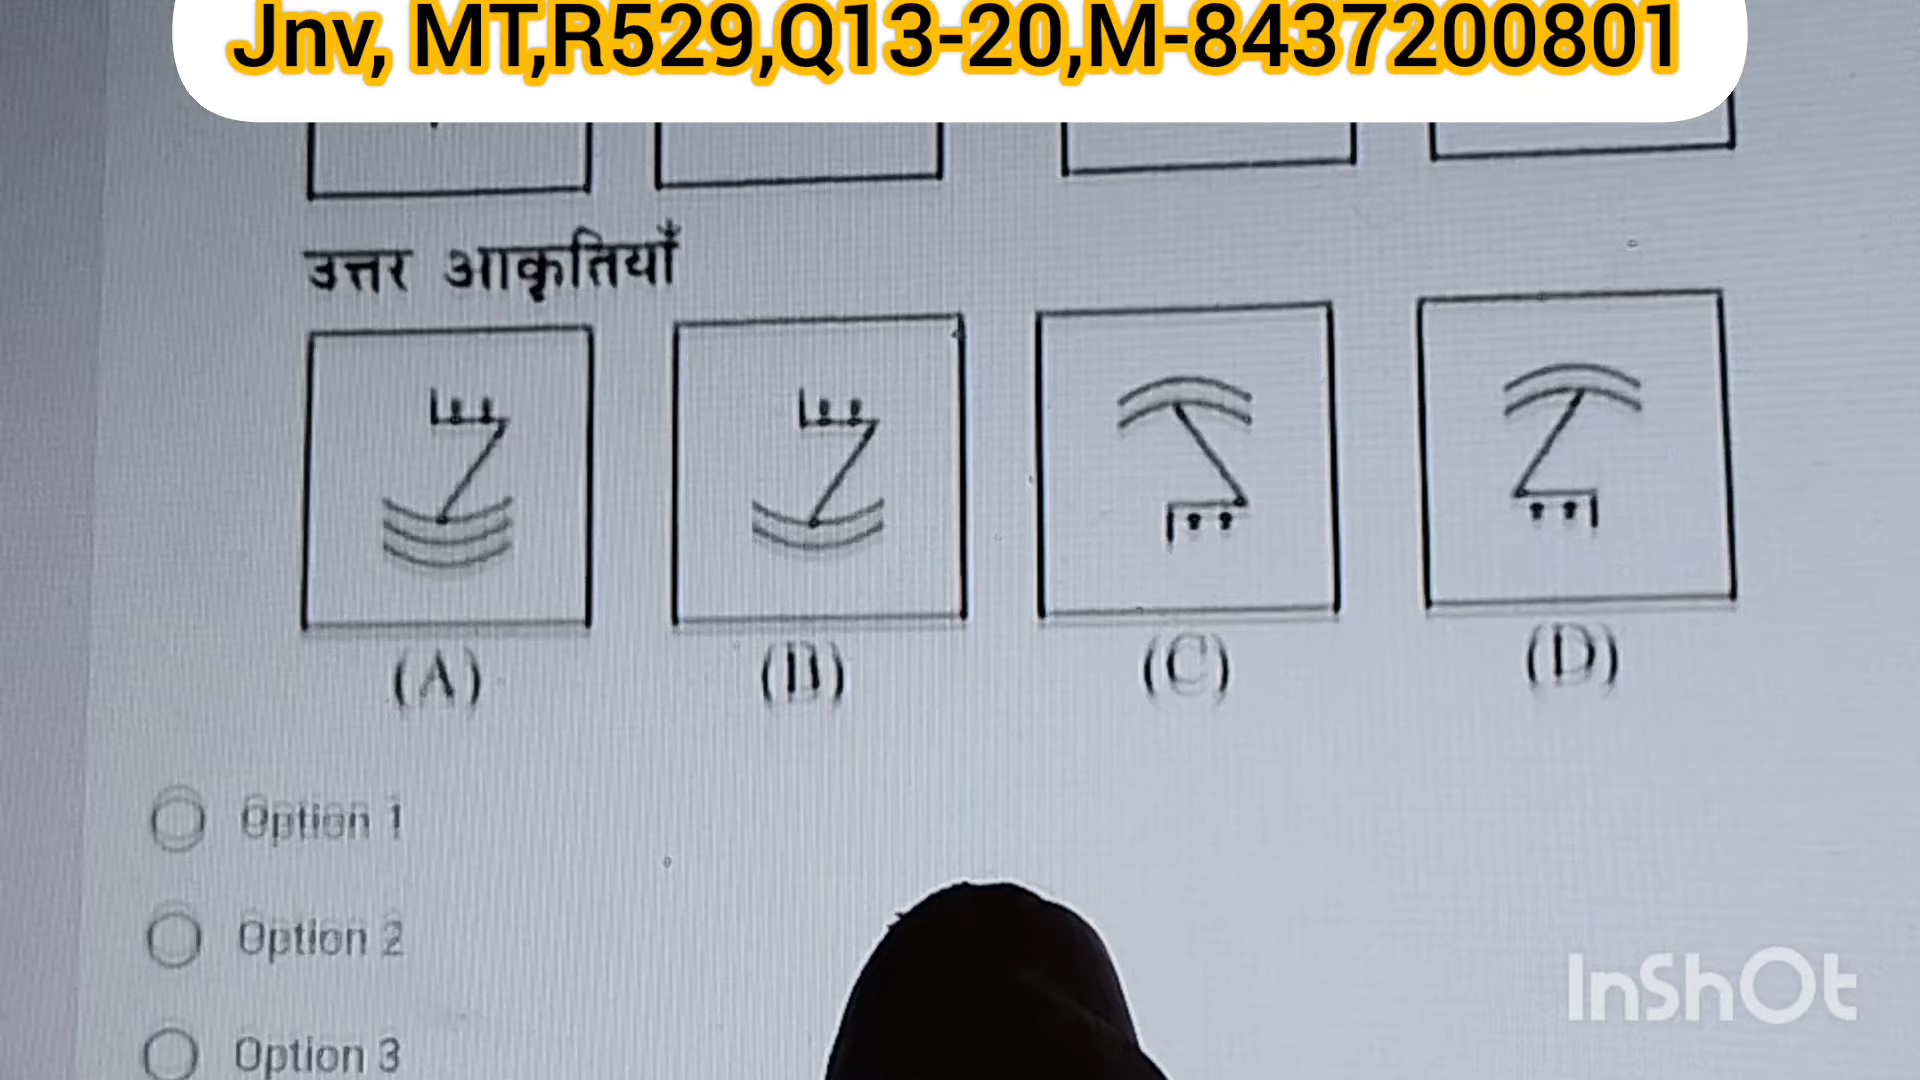 Jnv, MT,R529,Q13-20,M-8437200801
उत्तर आकृतियाँ
(A) (B) (C) (D)
Option 1
Option 2
Option 3
InShOt